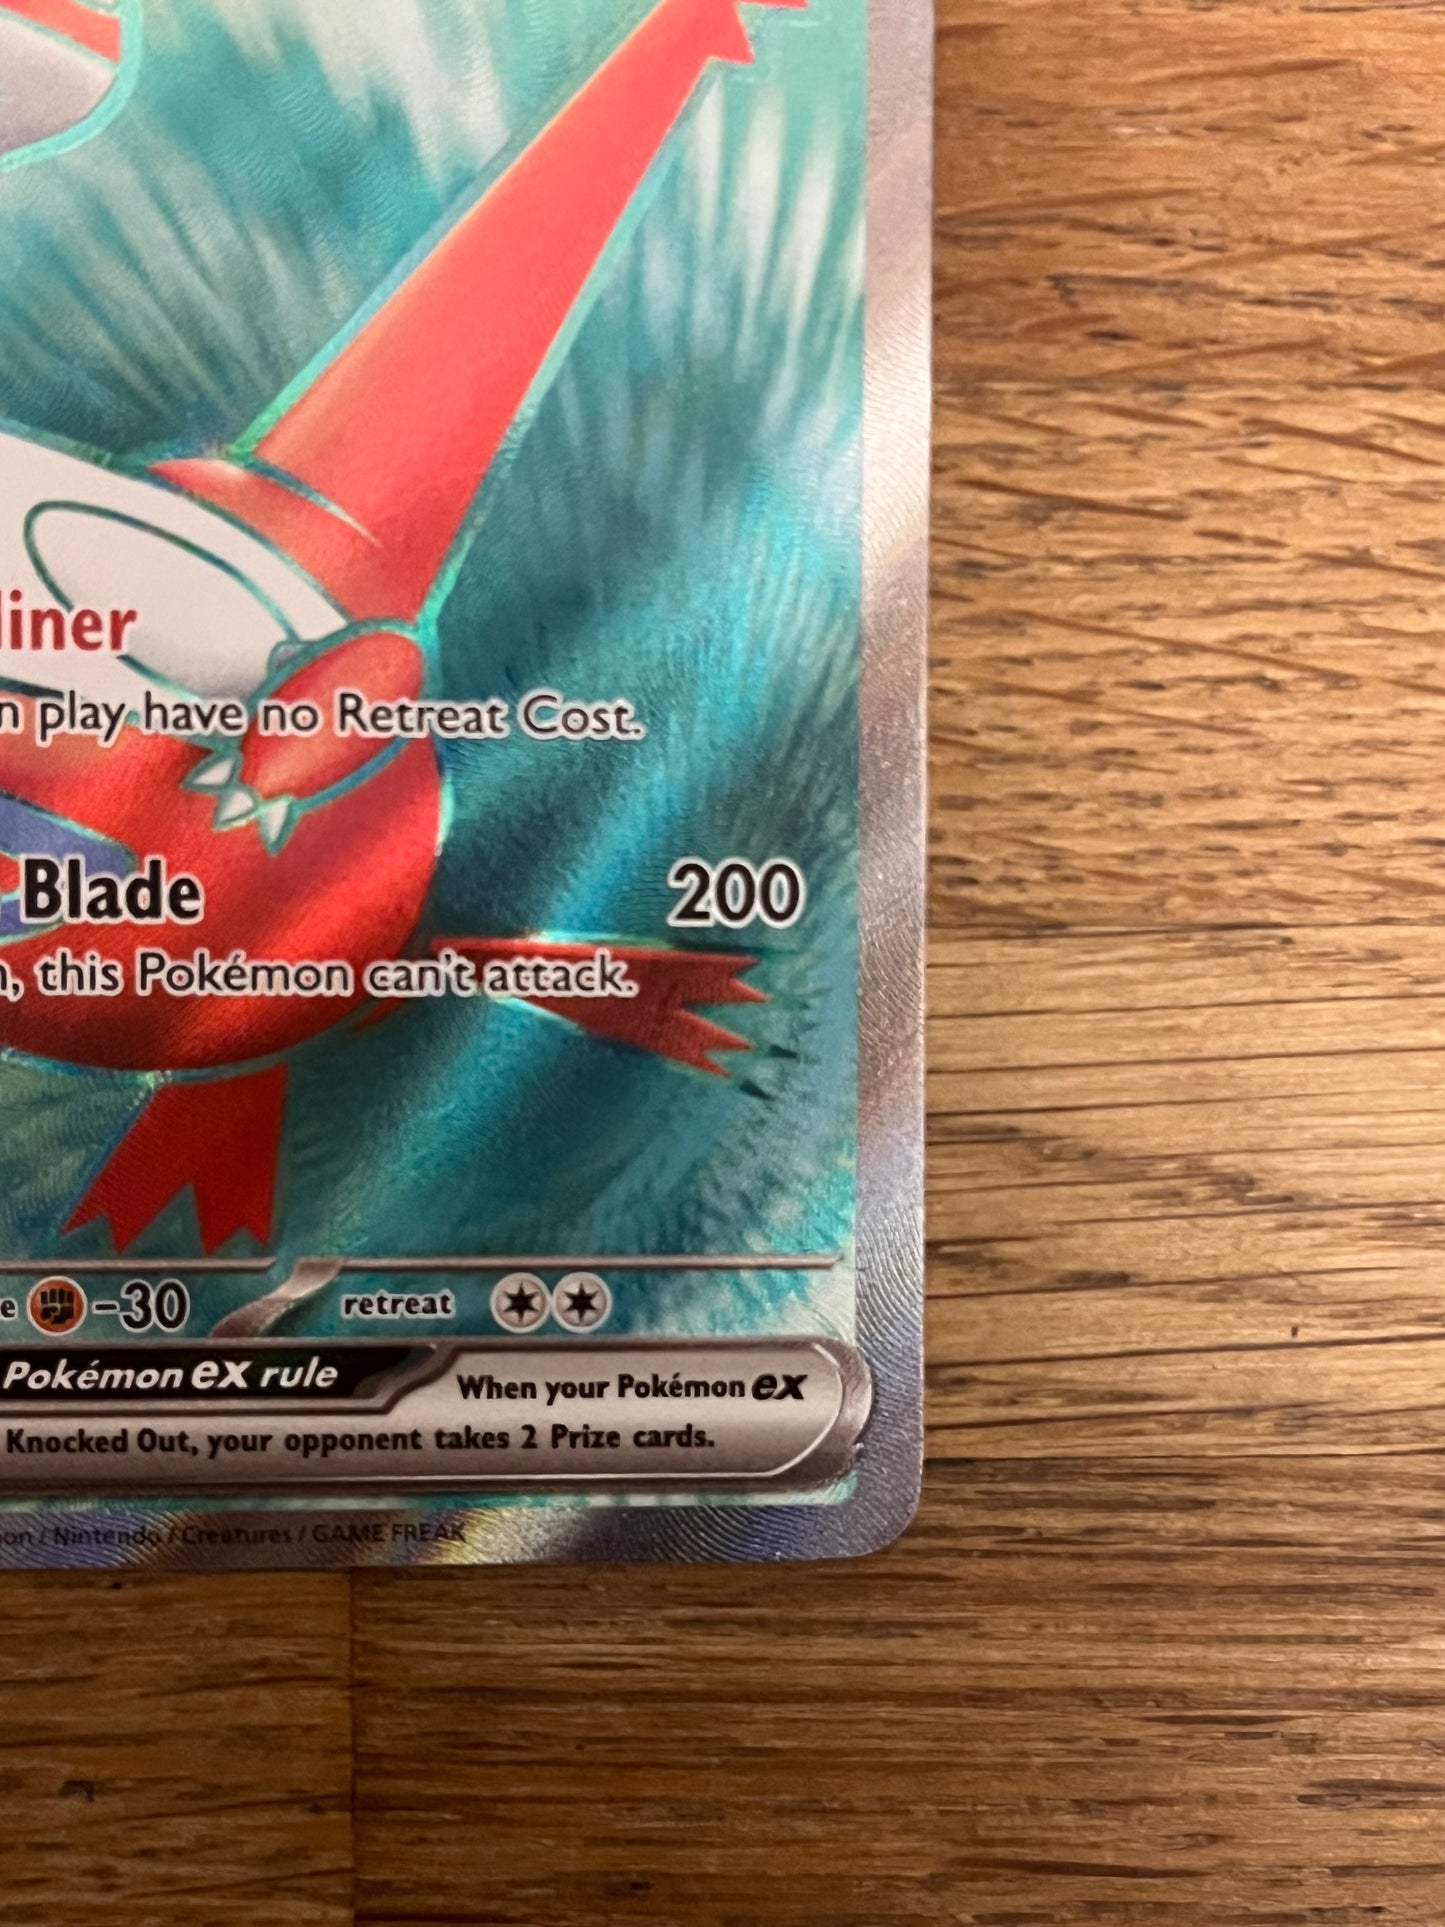 liner
n play have no Retreat Cost.
Blade 200
n, this Pokémon can't attack.
e -30 retreat
Pokémon ex rule When your Pokémon ex
Knocked Out, your opponent takes 2 Prize cards.
on / Nintendo / Creatures / GAME FREAK